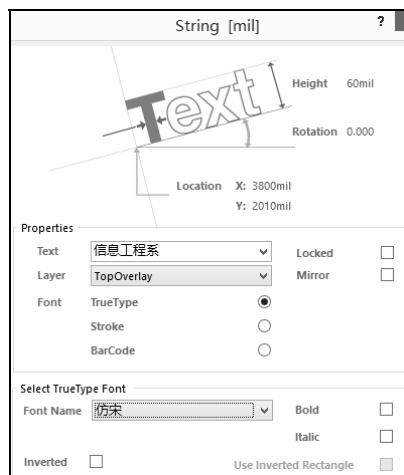 String [mil]
?
Text
Height 60mil
Rotation 0.000
Location X: 3800mil
Y: 2010mil
Properties
Text 信息工程系 Locked
Layer TopOverlay Mirror
Font TrueType
Stroke
BarCode
Select TrueType Font
Font Name 仿宋 Bold
Italic
Inverted Use Inverted Rectangle